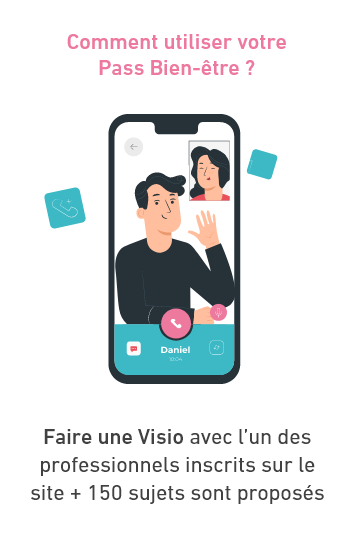 Comment utiliser votre
Pass Bien-être ?
Daniel
10:04
Faire une Visio avec l'un des
professionnels inscrits sur le
site + 150 sujets sont proposés